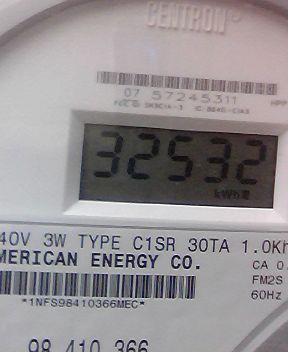 CENTRON®
07 57245311
32532
kWh
40V 3W TYPE C1SR 30TA 1.0Kh
MERICAN ENERGY CO.
CA 0.
FM2S
60Hz
*1NFS98410366MEC*
98 410 366